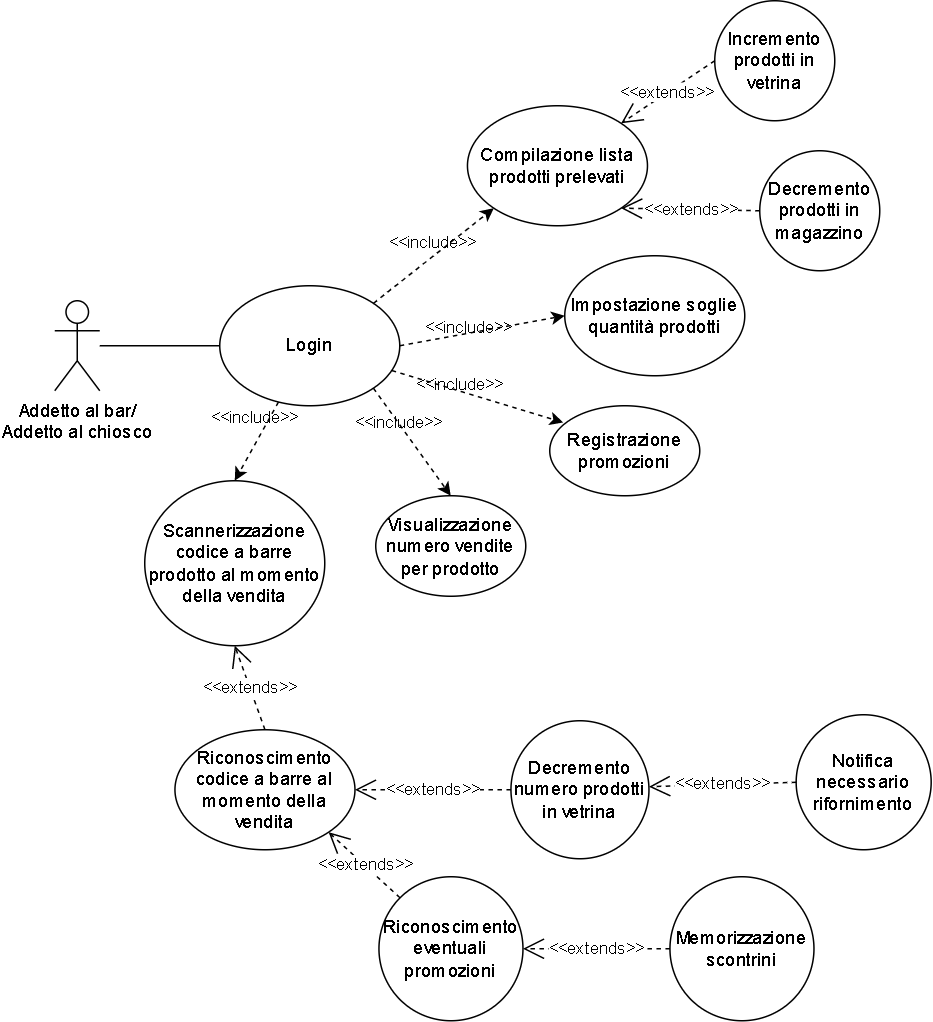 Incremento
prodotti in
vetrina
<<extends>>
Compilazione lista
prodotti prelevati
Decremento
prodotti in
magazzino
<<extends>>
<<include>>
Impostazione soglie
quantità prodotti
<<include>>
Login
<<include>>
Addetto al bar/
Addetto al chiosco
<<include>>
<<include>>
Registrazione
promozioni
Scannerizzazione
codice a barre
prodotto al momento
della vendita
Visualizzazione
numero vendite
per prodotto
<<extends>>
Riconoscimento
codice a barre al
momento della
vendita
<<extends>>
Decremento
numero prodotti
in vetrina
<<extends>>
Notifica
necessario
rifornimento
<<extends>>
Riconoscimento
eventuali
promozioni
<<extends>>
Memorizzazione
scontrini